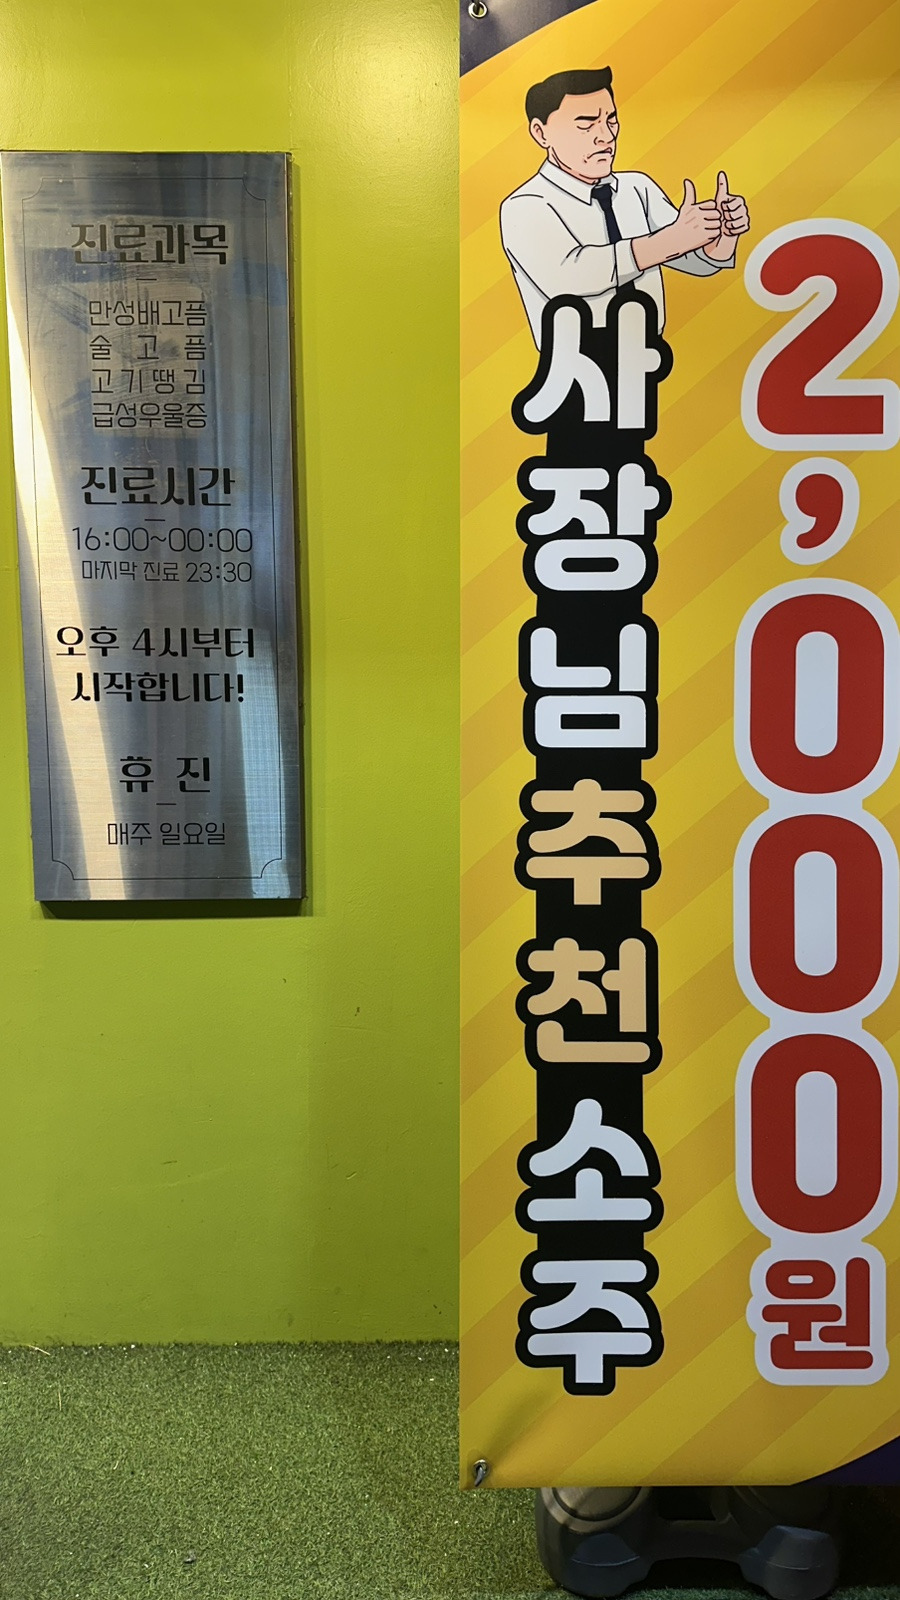 진료과목
만성배고픔
술 고 픔
고 기 땡 김
급성우울증
진료시간
16:00~00:00
마지막 진료 23:30
오후 4시부터
시작합니다!
휴 진
매주 일요일
사장님추천소주
2,000원